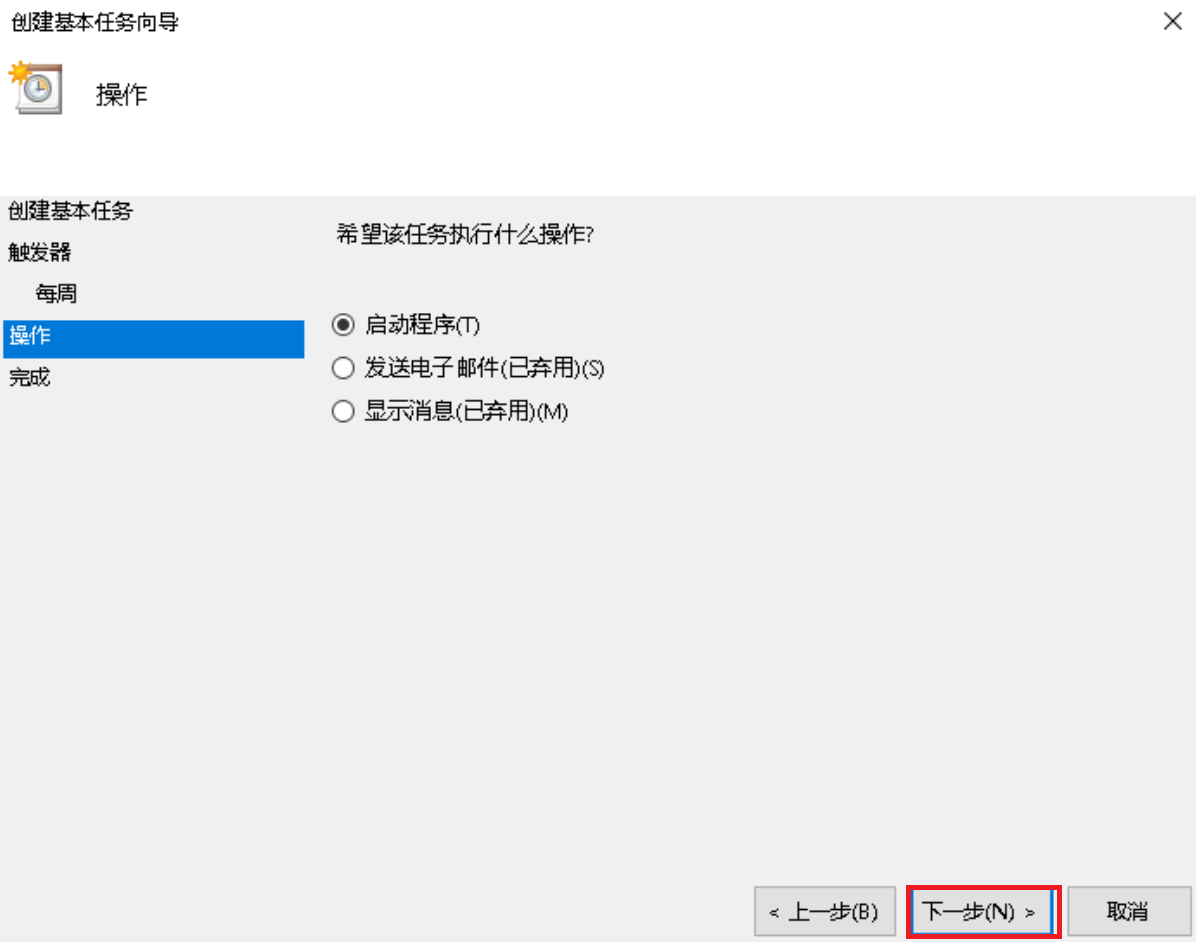 创建基本任务向导
操作
创建基本任务
触发器
每周
操作
完成
希望该任务执行什么操作?
启动程序(T)
发送电子邮件(已弃用)(S)
显示消息(已弃用)(M)
< 上一步(B)
下一步(N) >
取消